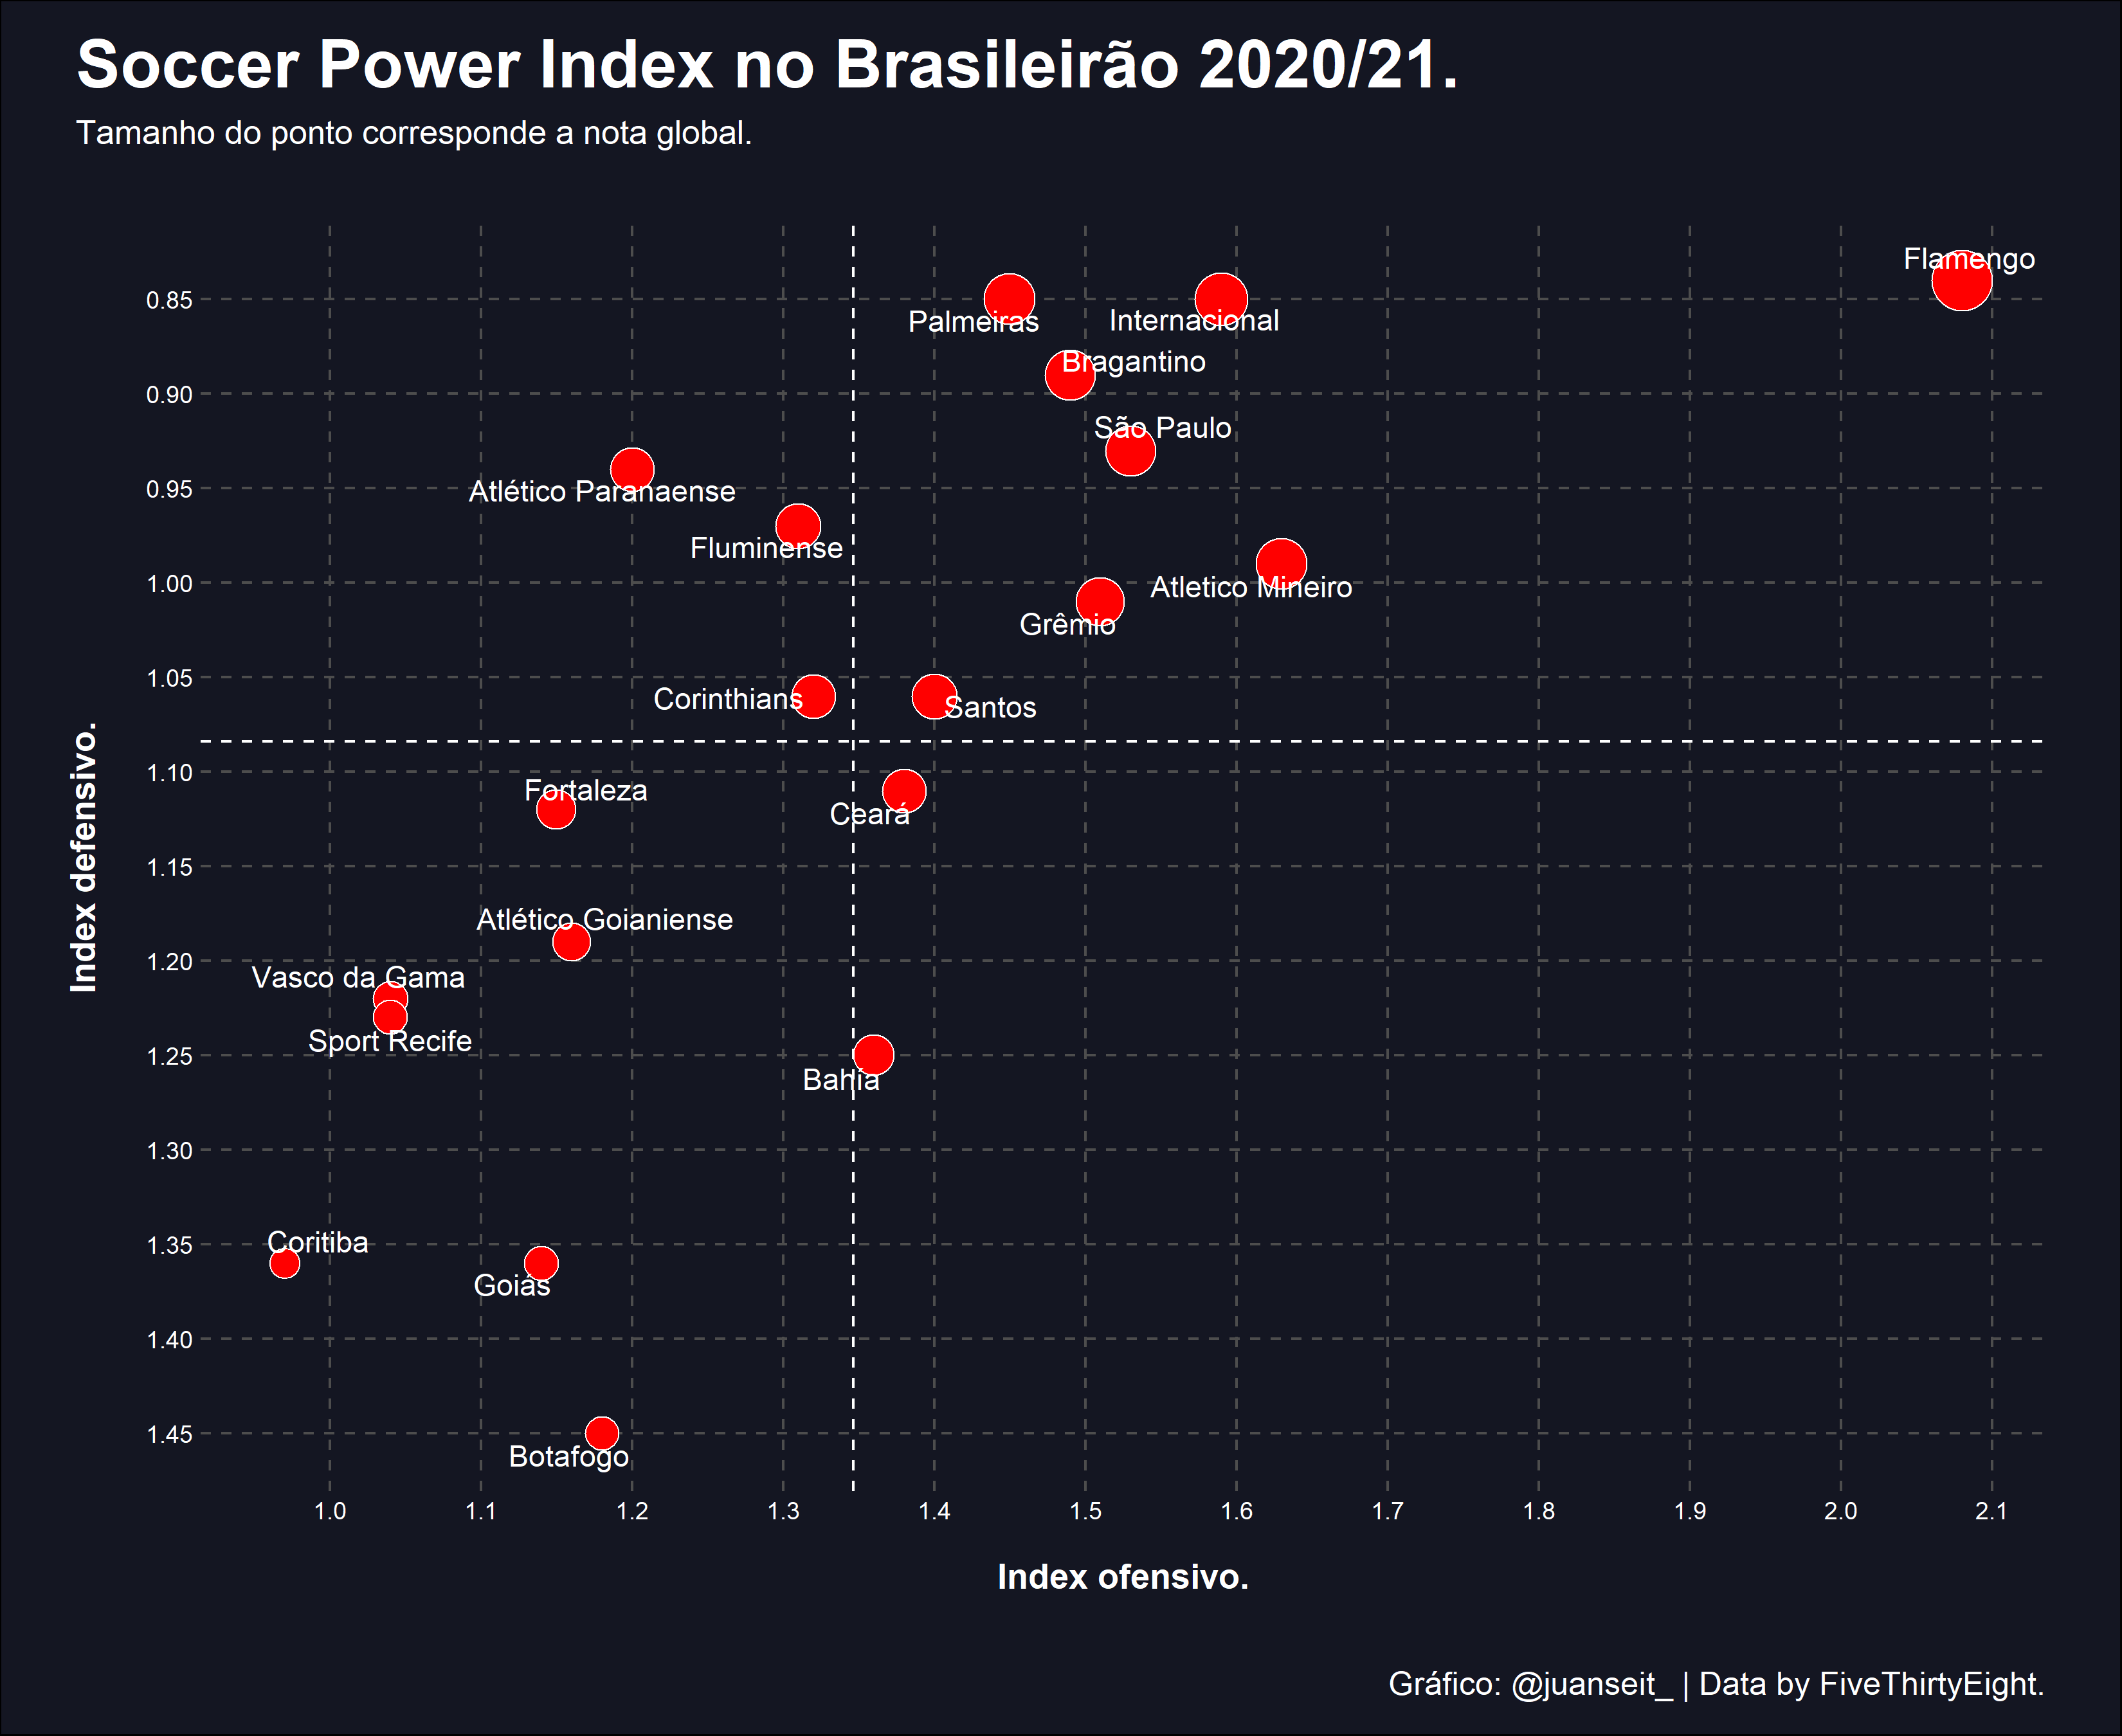 Soccer Power Index no Brasileirão 2020/21.
Tamanho do ponto corresponde a nota global.
Flamengo
0.85
Palmeiras
Internacional
Bragantino
0.90
São Paulo
0.95
Atlético Paranaense
Fluminense
1.00
Atletico Mineiro
Grêmio
1.05
Corinthians
Santos
1.10
Fortaleza
Ceará
1.15
Atlético Goianiense
1.20
Vasco da Gama
Sport Recife
1.25
Bahía
1.30
1.35
Coritiba
Goiás
1.40
1.45
Botafogo
Index defensivo.
1.0 1.1 1.2 1.3 1.4 1.5 1.6 1.7 1.8 1.9 2.0 2.1
Index ofensivo.
Gráfico: @juanseit_ | Data by FiveThirtyEight.